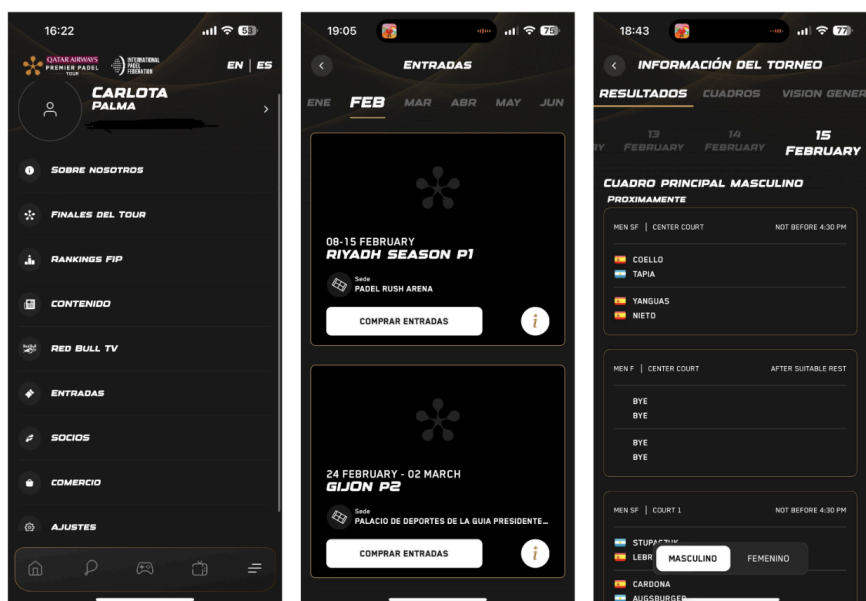 16:22
53
QATAR AIRWAYS
PREMIER PADEL
TOUR
INTERNATIONAL
PADEL
FEDERATION
EN | ES
CARLOTA
PALMA
SOBRE NOSOTROS
FINALES DEL TOUR
RANKINGS FIP
CONTENIDO
RED BULL TV
ENTRADAS
SOCIOS
COMERCIO
AJUSTES
19:05
75
ENTRADAS
ENE FEB MAR ABR MAY JUN
08-15 FEBRUARY
RIYADH SEASON P1
Sede
PADEL RUSH ARENA
COMPRAR ENTRADAS
i
24 FEBRUARY - 02 MARCH
GIJON P2
Sede
PALACIO DE DEPORTES DE LA GUIA PRESIDENTE...
COMPRAR ENTRADAS
i
18:43
77
INFORMACIÓN DEL TORNEO
RESULTADOS CUADROS VISION GENER
13 14 15
RY FEBRUARY FEBRUARY FEBRUARY
CUADRO PRINCIPAL MASCULINO
PROXIMAMENTE
MEN SF | CENTER COURT NOT BEFORE 4:30 PM
COELLO
TAPIA
YANGUAS
NIETO
MEN F | CENTER COURT AFTER SUITABLE REST
BYE
BYE
BYE
BYE
MEN SF | COURT 1 NOT BEFORE 4:30 PM
STUPACZUK
LEBR
MASCULINO FEMENINO
CARDONA
AUGSBURGER